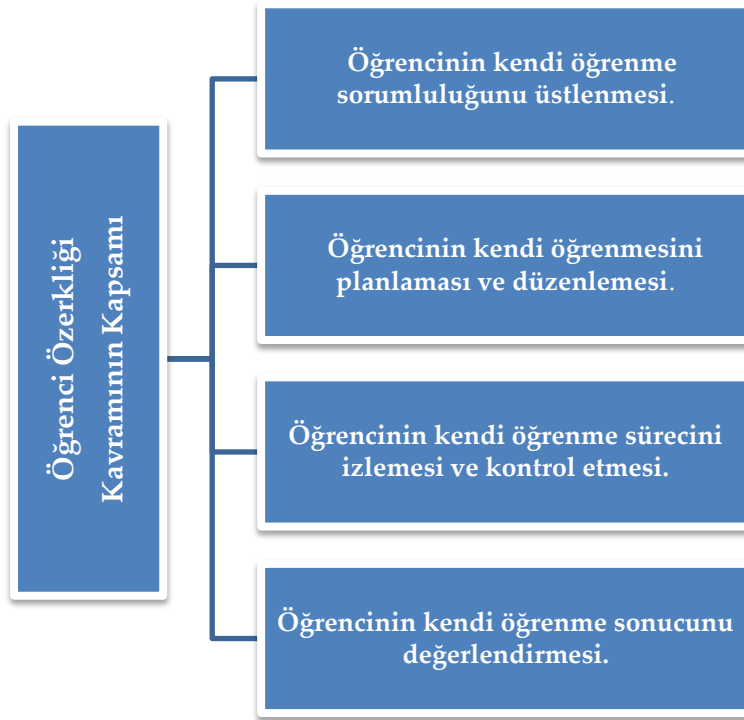 Öğrenci Özerkliği
Kavramının Kapsamı
Öğrencinin kendi öğrenme
sorumluluğunu üstlenmesi.
Öğrencinin kendi öğrenmesini
planlaması ve düzenlemesi.
Öğrencinin kendi öğrenme sürecini
izlemesi ve kontrol etmesi.
Öğrencinin kendi öğrenme sonucunu
değerlendirmesi.